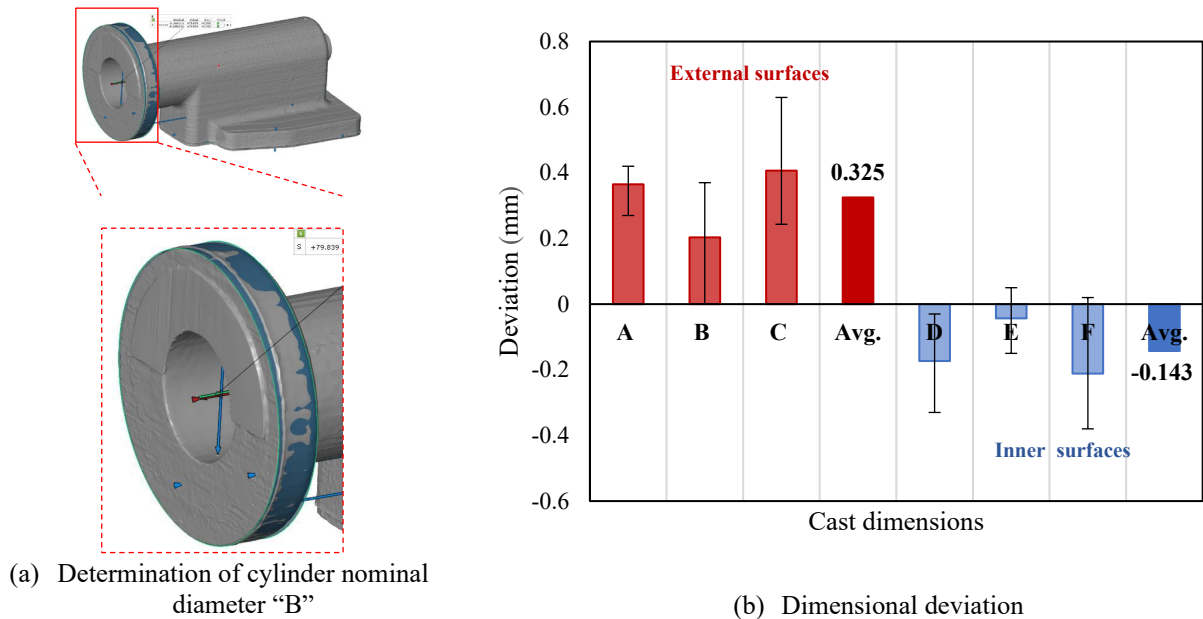 S +79.839
(a) Determination of cylinder nominal
diameter “B”
0.8
0.6
0.4
0.2
0
-0.2
-0.4
-0.6
Deviation (mm)
External surfaces
0.325
A B C Avg. D E F Avg.
-0.143
Inner surfaces
Cast dimensions
(b) Dimensional deviation